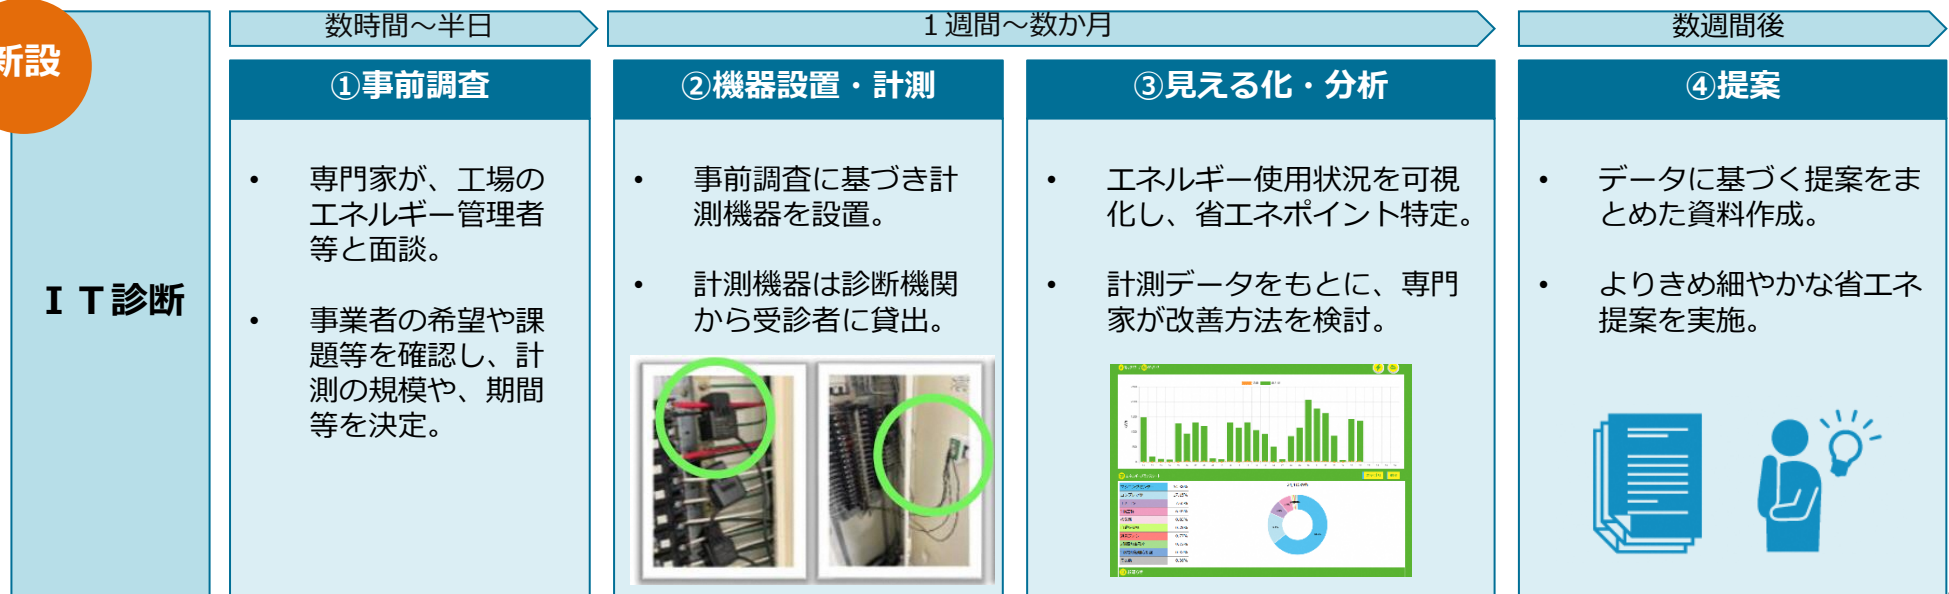 新設
ＩＴ診断
数時間～半日
１週間～数か月
数週間後
①事前調査
• 専門家が、工場の
エネルギー管理者
等と面談。
• 事業者の希望や課
題等を確認し、計
測の規模や、期間
等を決定。
②機器設置・計測
• 事前調査に基づき計
測機器を設置。
• 計測機器は診断機関
から受診者に貸出。
③見える化・分析
• エネルギー使用状況を可視
化し、省エネポイント特定。
• 計測データをもとに、専門
家が改善方法を検討。
④提案
• データに基づく提案をま
とめた資料作成。
• よりきめ細やかな省エネ
提案を実施。